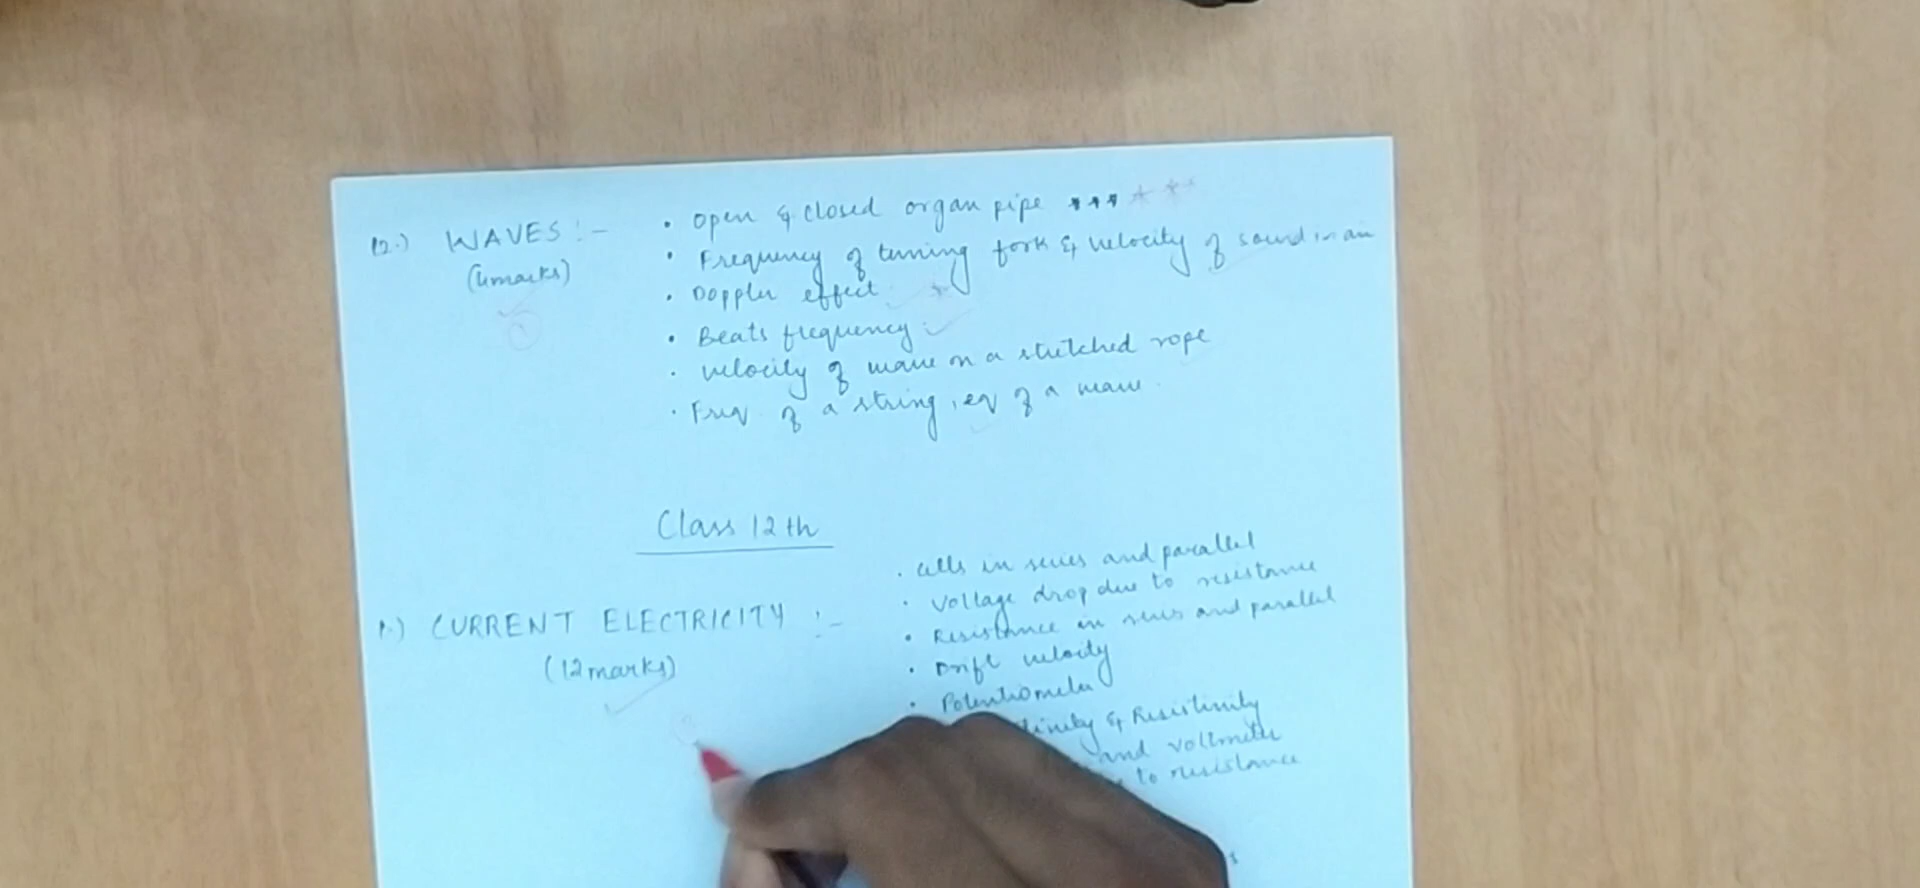 12.) WAVES :- • Open & closed organ pipe ***
(4marks) • Frequency of tuning fork & velocity of sound in air
• Doppler effect
• Beats frequency
• velocity of wave on a stretched rope
• Freq. of a string, eq of a wave
Class 12th
1.) CURRENT ELECTRICITY :-
(12marks)
• cells in series and parallel
• Voltage drop due to resistance
• Resistance in series and parallel
• Drift velocity
• Potentiometer
& Resistivity
and voltmeter
to resistance